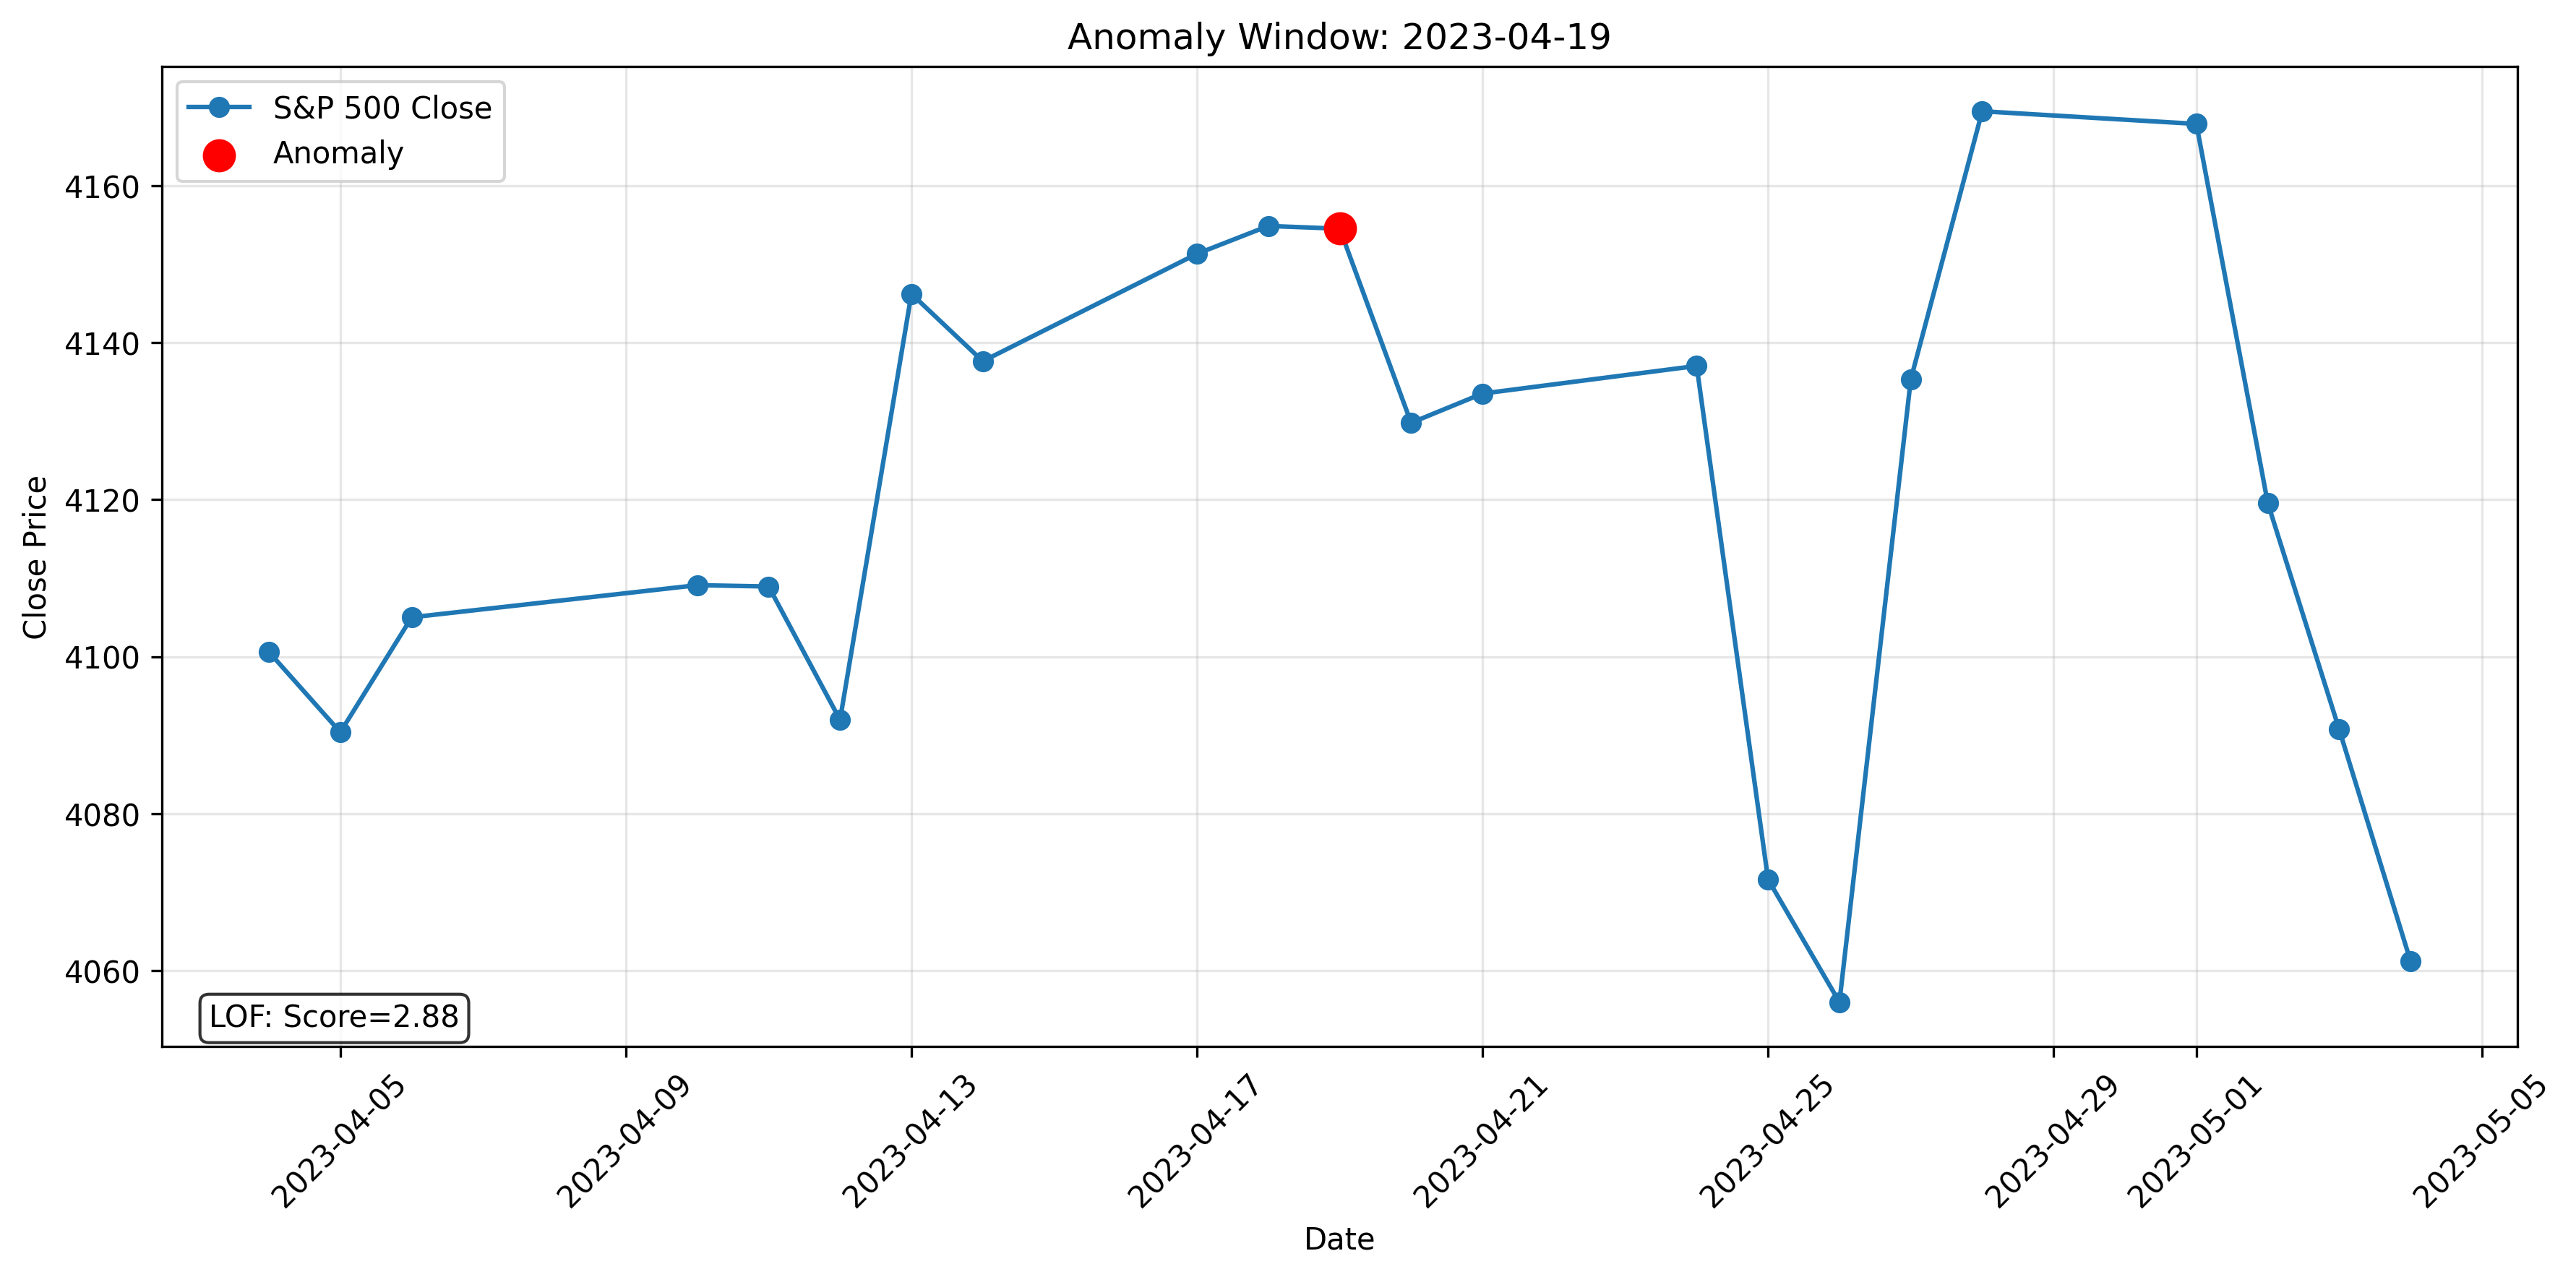 Anomaly Window: 2023-04-19
S&P 500 Close
Anomaly
Close Price
4160
4140
4120
4100
4080
4060
LOF: Score=2.88
2023-04-05
2023-04-09
2023-04-13
2023-04-17
2023-04-21
2023-04-25
2023-04-29
2023-05-01
2023-05-05
Date